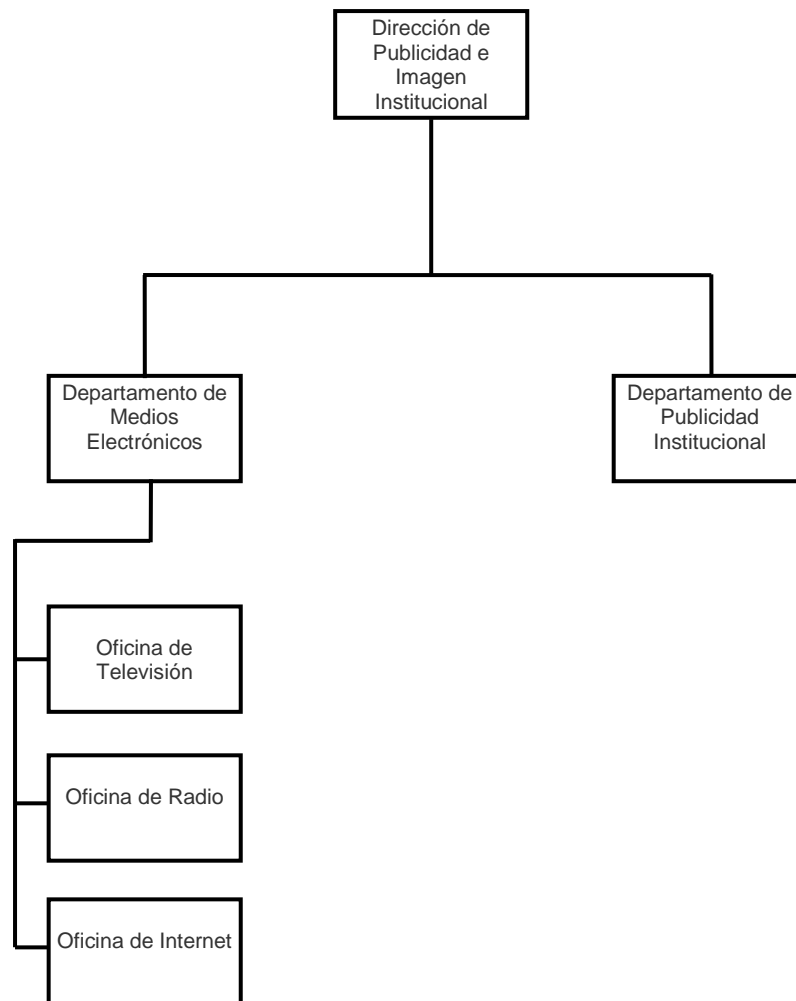 Dirección de
Publicidad e
Imagen
Institucional
Departamento de
Medios
Electrónicos
Departamento de
Publicidad
Institucional
Oficina de
Televisión
Oficina de Radio
Oficina de Internet